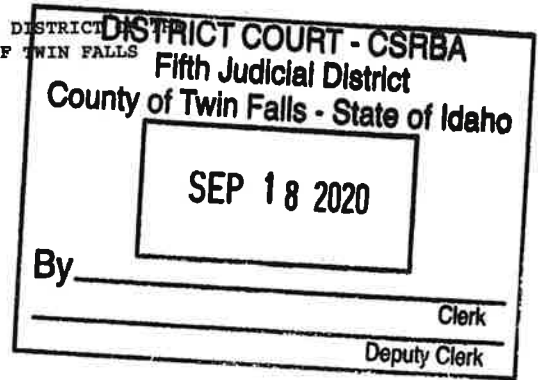 DISTRICT
F TWIN FALLS
DISTRICT COURT - CSRBA
Fifth Judicial District
County of Twin Falls - State of Idaho
SEP 18 2020
By
Clerk
Deputy Clerk